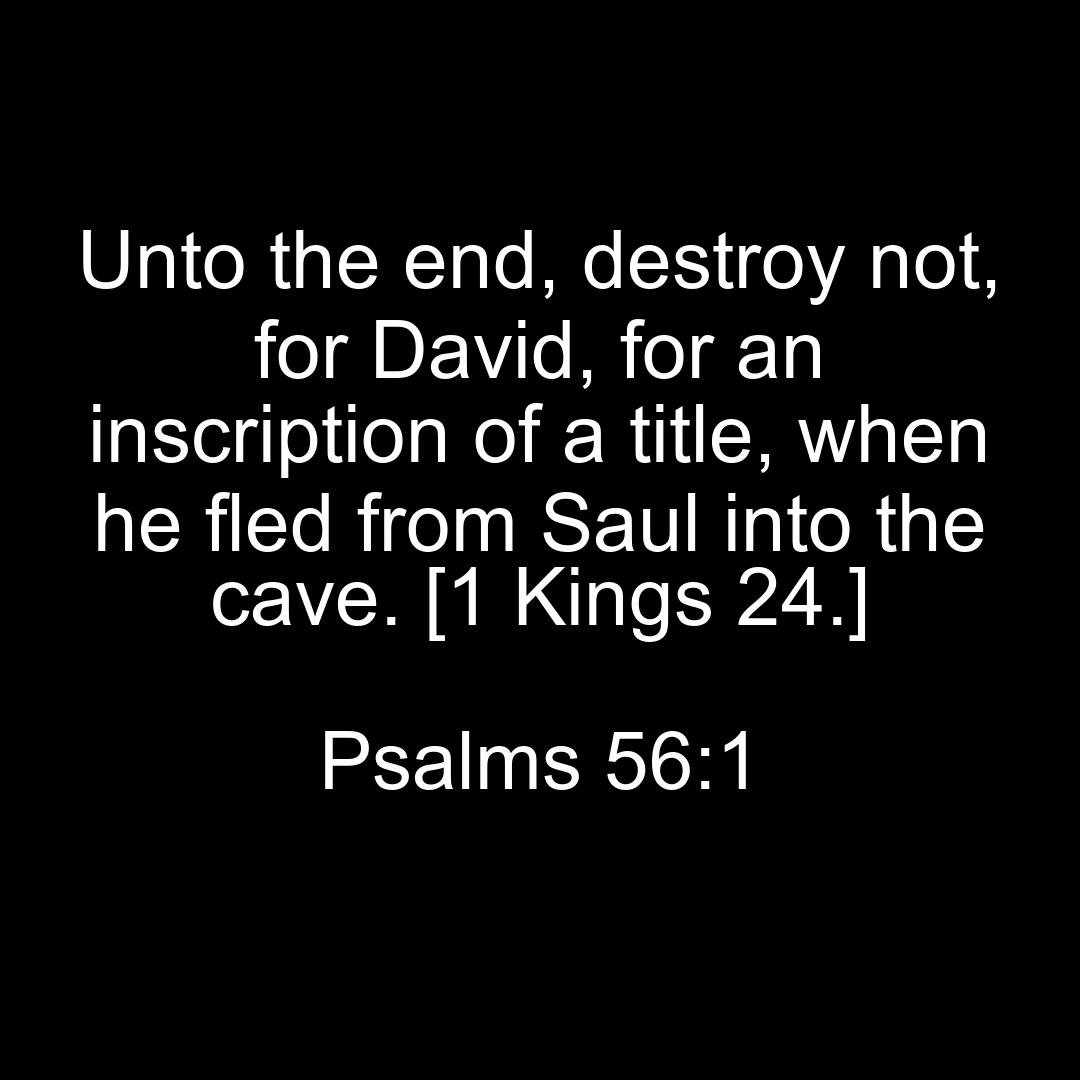 Unto the end, destroy not,
for David, for an
inscription of a title, when
he fled from Saul into the
cave. [1 Kings 24.]
Psalms 56:1